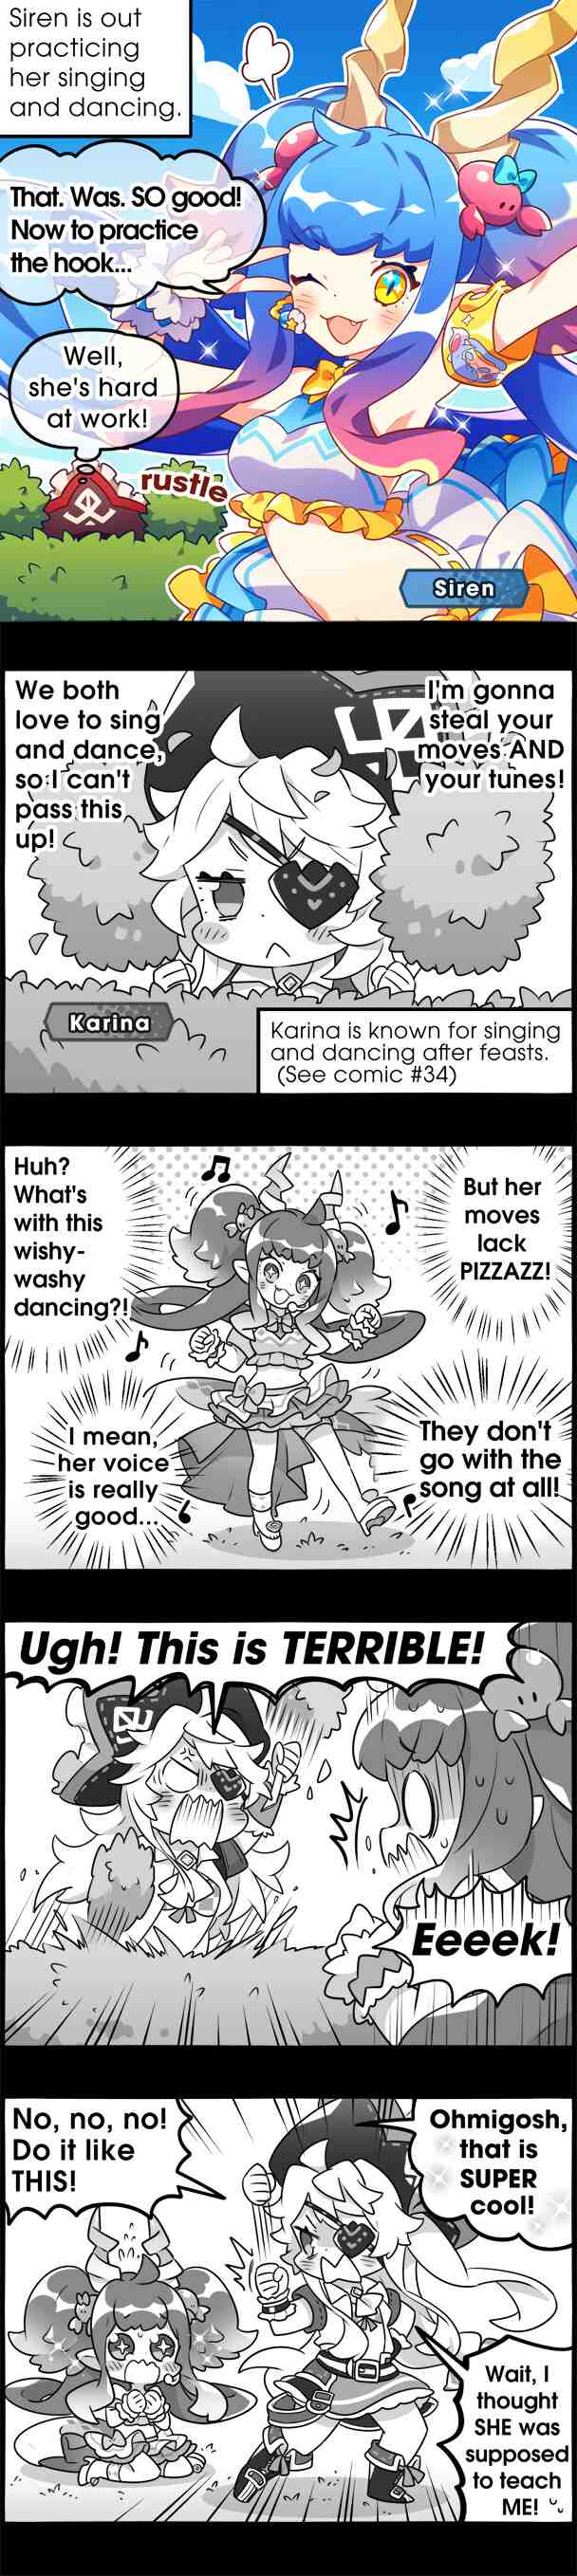 Siren is out
practicing
her singing
and dancing.
That. Was. SO good!
Now to practice
the hook...
Well,
she's hard
at work!
rustle
Siren
We both
love to sing
and dance,
so I can't
pass this
up!
I'm gonna
steal your
moves AND
your tunes!
Karina
Karina is known for singing
and dancing after feasts.
(See comic #34)
Huh?
What's
with this
wishy-
washy
dancing?!
But her
moves
lack
PIZZAZZ!
I mean,
her voice
is really
good...
They don't
go with the
song at all!
Ugh! This is TERRIBLE!
Eeeek!
No, no, no!
Do it like
THIS!
Ohmigosh,
that is
SUPER
cool!
Wait, I
thought
SHE was
supposed
to teach
ME!